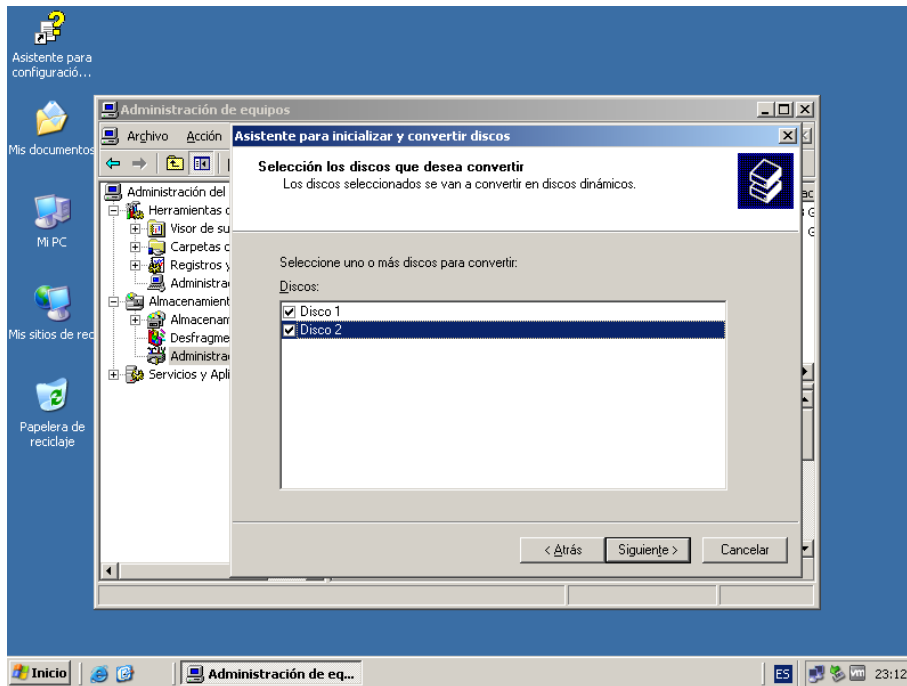 Asistente para
configuració...
Mis documentos
Mi PC
Mis sitios de red
Papelera de
reciclaje
Administración de equipos
Archivo Acción
Administración del
Herramientas
Visor de su
Carpetas
Registros y
Administra
Almacenamient
Almacenam
Desfragme
Administra
Servicios y Apli
Asistente para inicializar y convertir discos
Selección los discos que desea convertir
Los discos seleccionados se van a convertir en discos dinámicos.
Seleccione uno o más discos para convertir:
Discos:
Disco 1
Disco 2
< Atrás
Siguiente >
Cancelar
Inicio
Administración de eq...
ES
vm
23:12